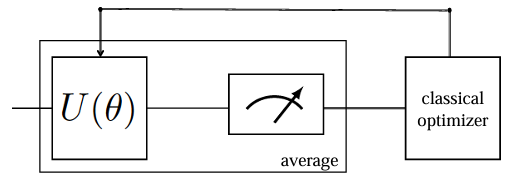 U(θ)
classical
optimizer
average